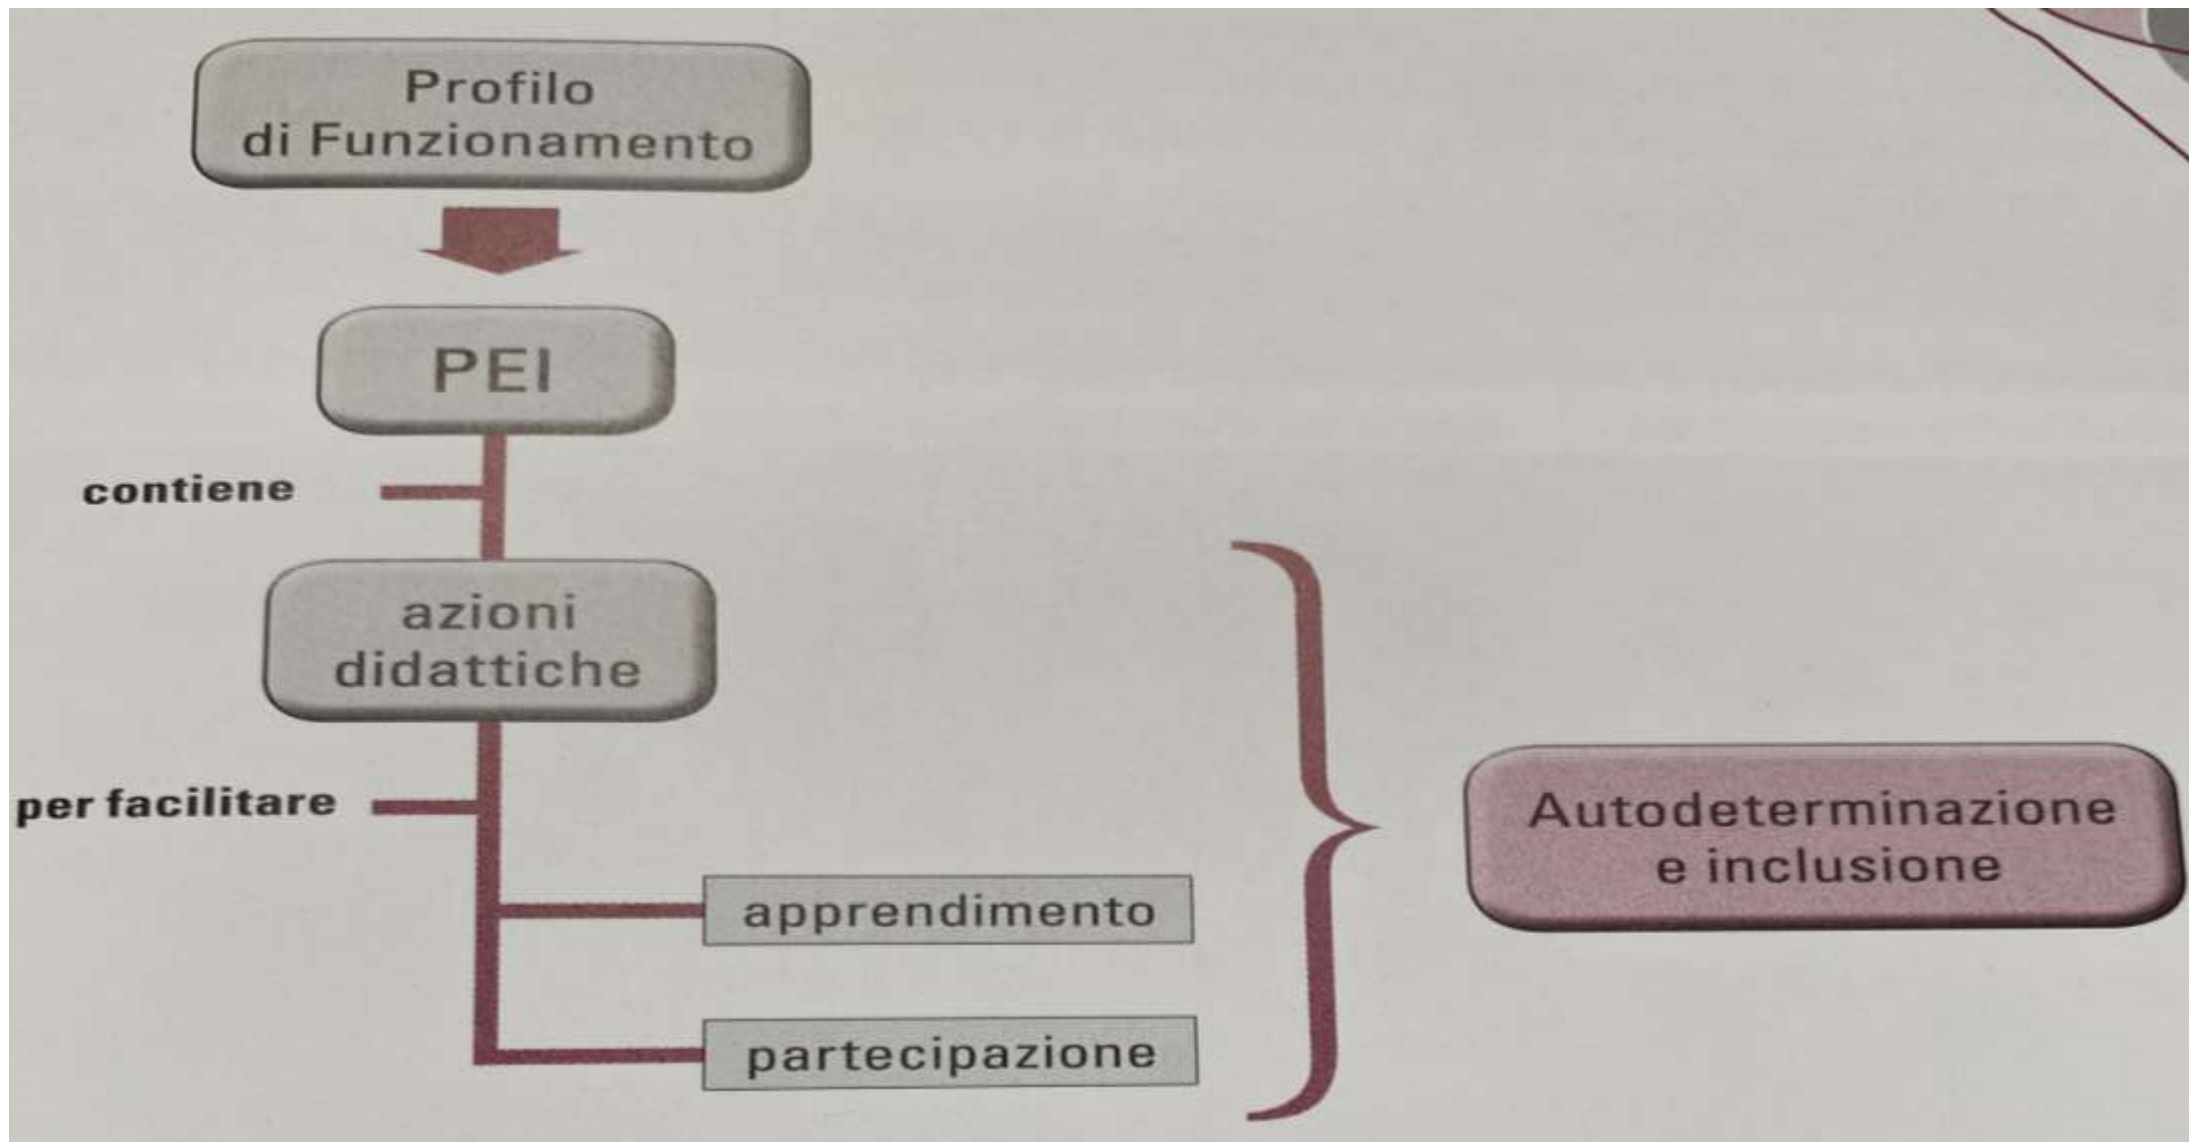 Profilo
di Funzionamento
PEI
contiene
azioni
didattiche
per facilitare
apprendimento
partecipazione
Autodeterminazione
e inclusione